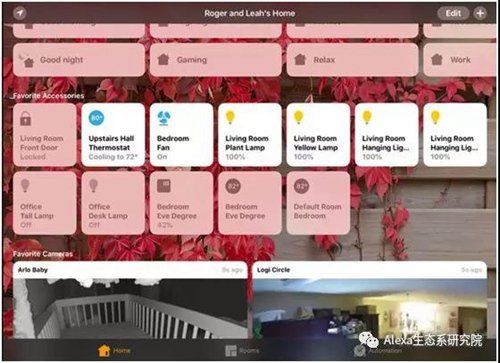 Roger and Leah's Home
Edit
Good night
Gaming
Relax
Work
Favorite Accessories
Living Room
Front Door
Locked
80°
Upstairs Hall
Thermostat
Cooling to 72°
Bedroom
Fan
On
Living Room
Plant Lamp
100%
Living Room
Yellow Lamp
100%
Living Room
Hanging Lig...
100%
Living Room
Hanging Lig...
100%
Office
Tall Lamp
Off
Office
Desk Lamp
Off
Bedroom
Eve Degree
42%
82°
Bedroom
Eve Degree
82°
Default Room
Bedroom
Favorite Cameras
Arlo Baby
5s ago
Logi Circle
5s ago
Home
Rooms
Automation
Alexa生态系研究院